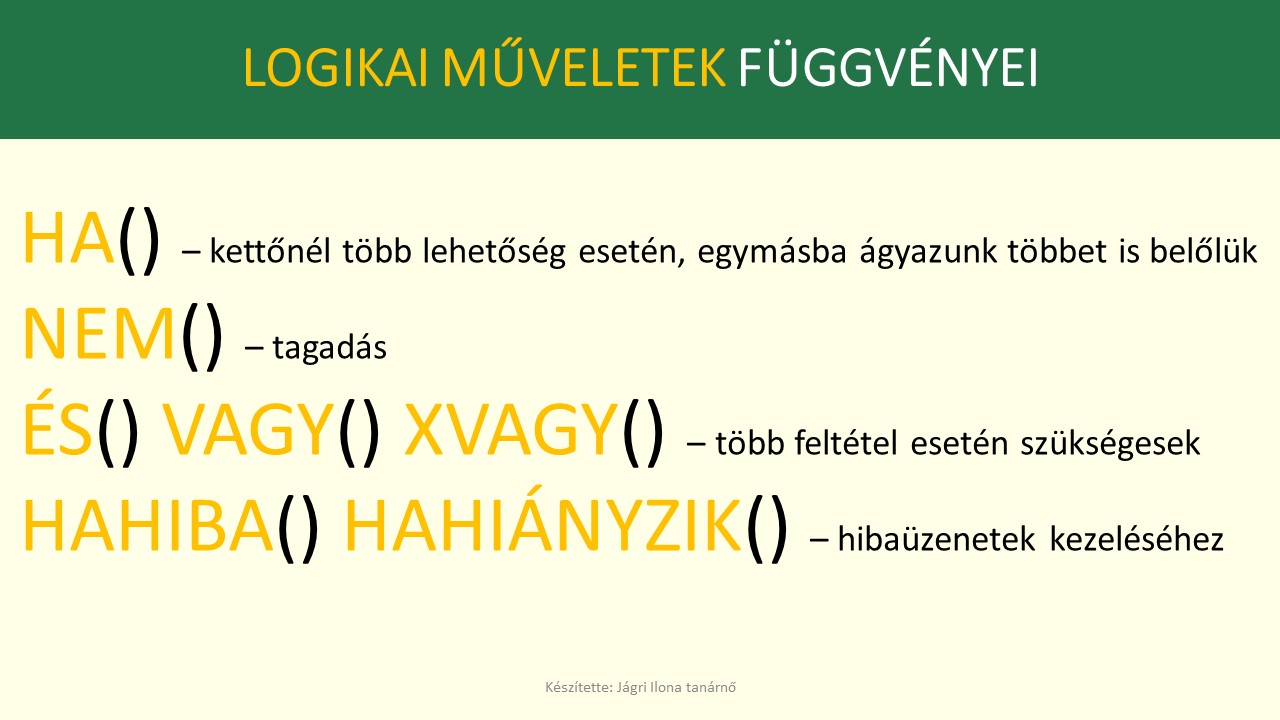 LOGIKAI MŰVELETEK FÜGGVÉNYEI
HA() – kettőnél több lehetőség esetén, egymásba ágyazunk többet is belőlük
NEM() – tagadás
ÉS() VAGY() XVAGY() – több feltétel esetén szükségesek
HAHIBA() HAHIÁNYZIK() – hibaüzenetek kezeléséhez
Készítette: Jágri Ilona tanárnő